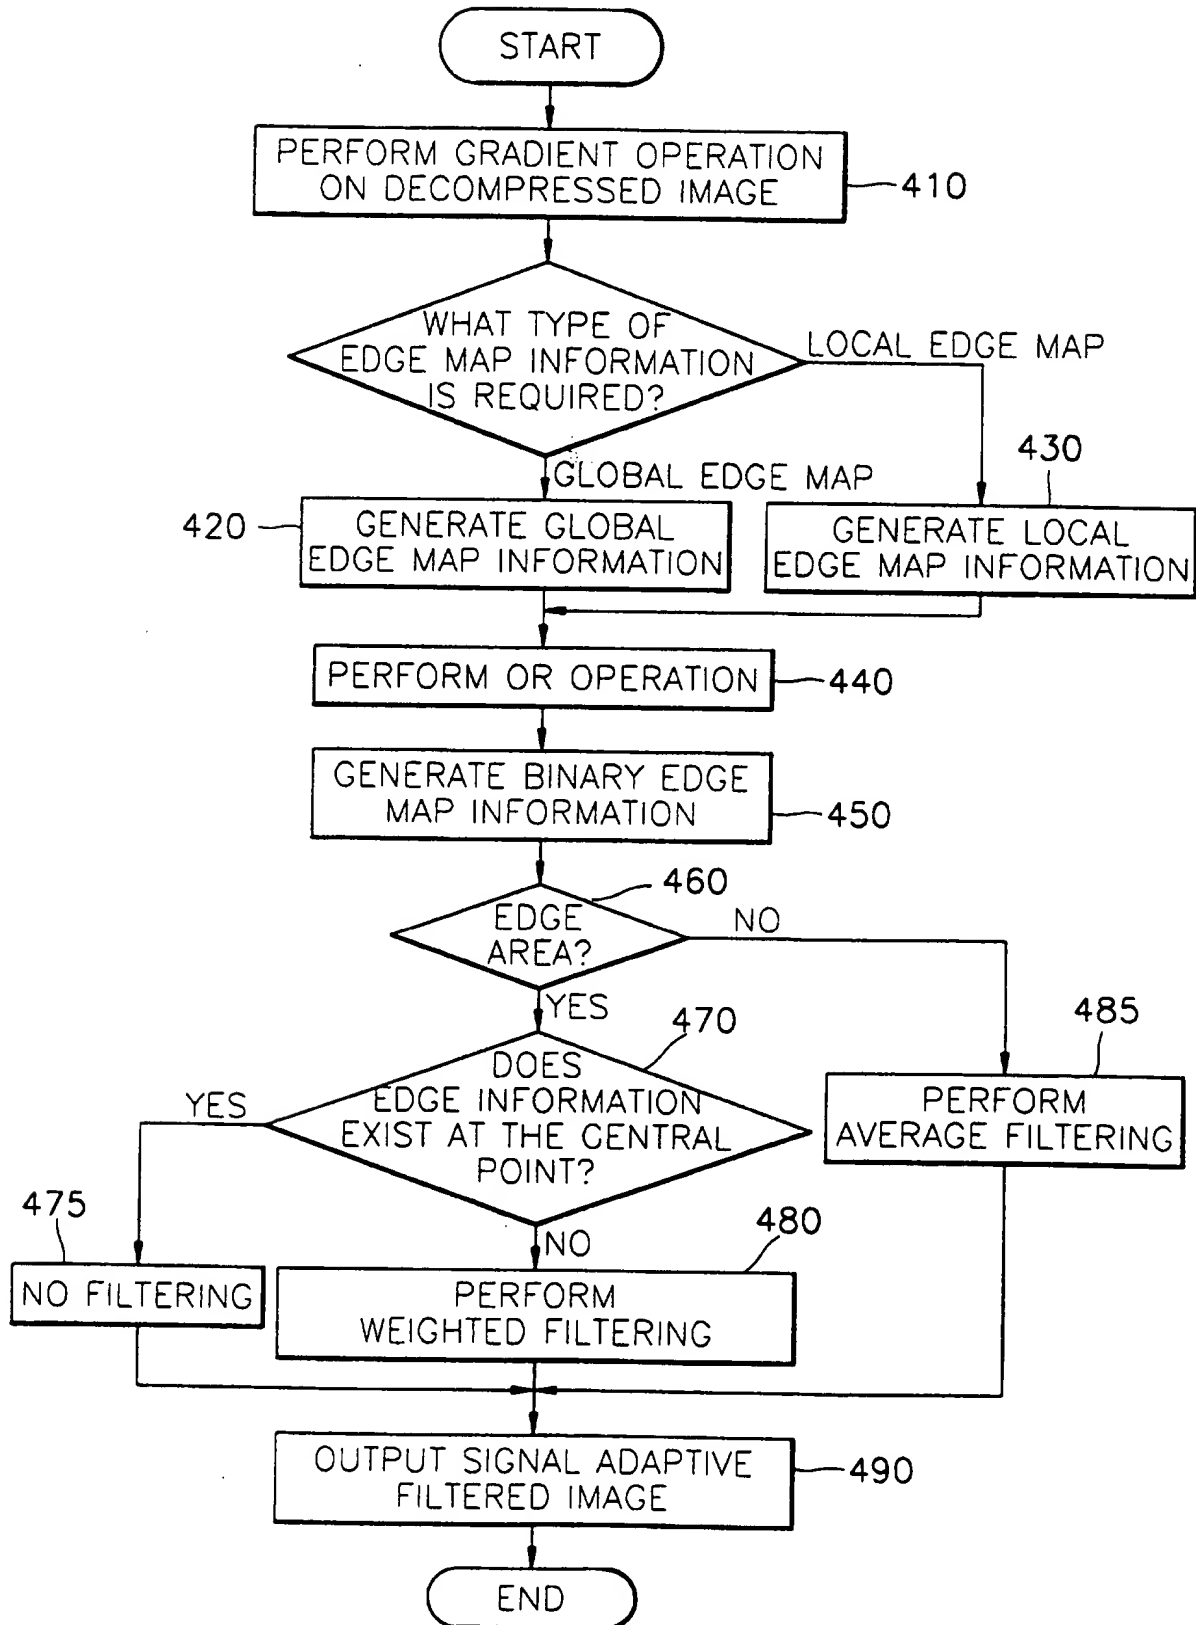 START
PERFORM GRADIENT OPERATION
ON DECOMPRESSED IMAGE
410
WHAT TYPE OF
EDGE MAP INFORMATION
IS REQUIRED?
LOCAL EDGE MAP
GLOBAL EDGE MAP
430
420
GENERATE GLOBAL
EDGE MAP INFORMATION
GENERATE LOCAL
EDGE MAP INFORMATION
PERFORM OR OPERATION
440
GENERATE BINARY EDGE
MAP INFORMATION
450
460
EDGE
AREA?
NO
YES
470
485
DOES
EDGE INFORMATION
EXIST AT THE CENTRAL
POINT?
YES
PERFORM
AVERAGE FILTERING
475
NO
480
NO FILTERING
PERFORM
WEIGHTED FILTERING
OUTPUT SIGNAL ADAPTIVE
FILTERED IMAGE
490
END